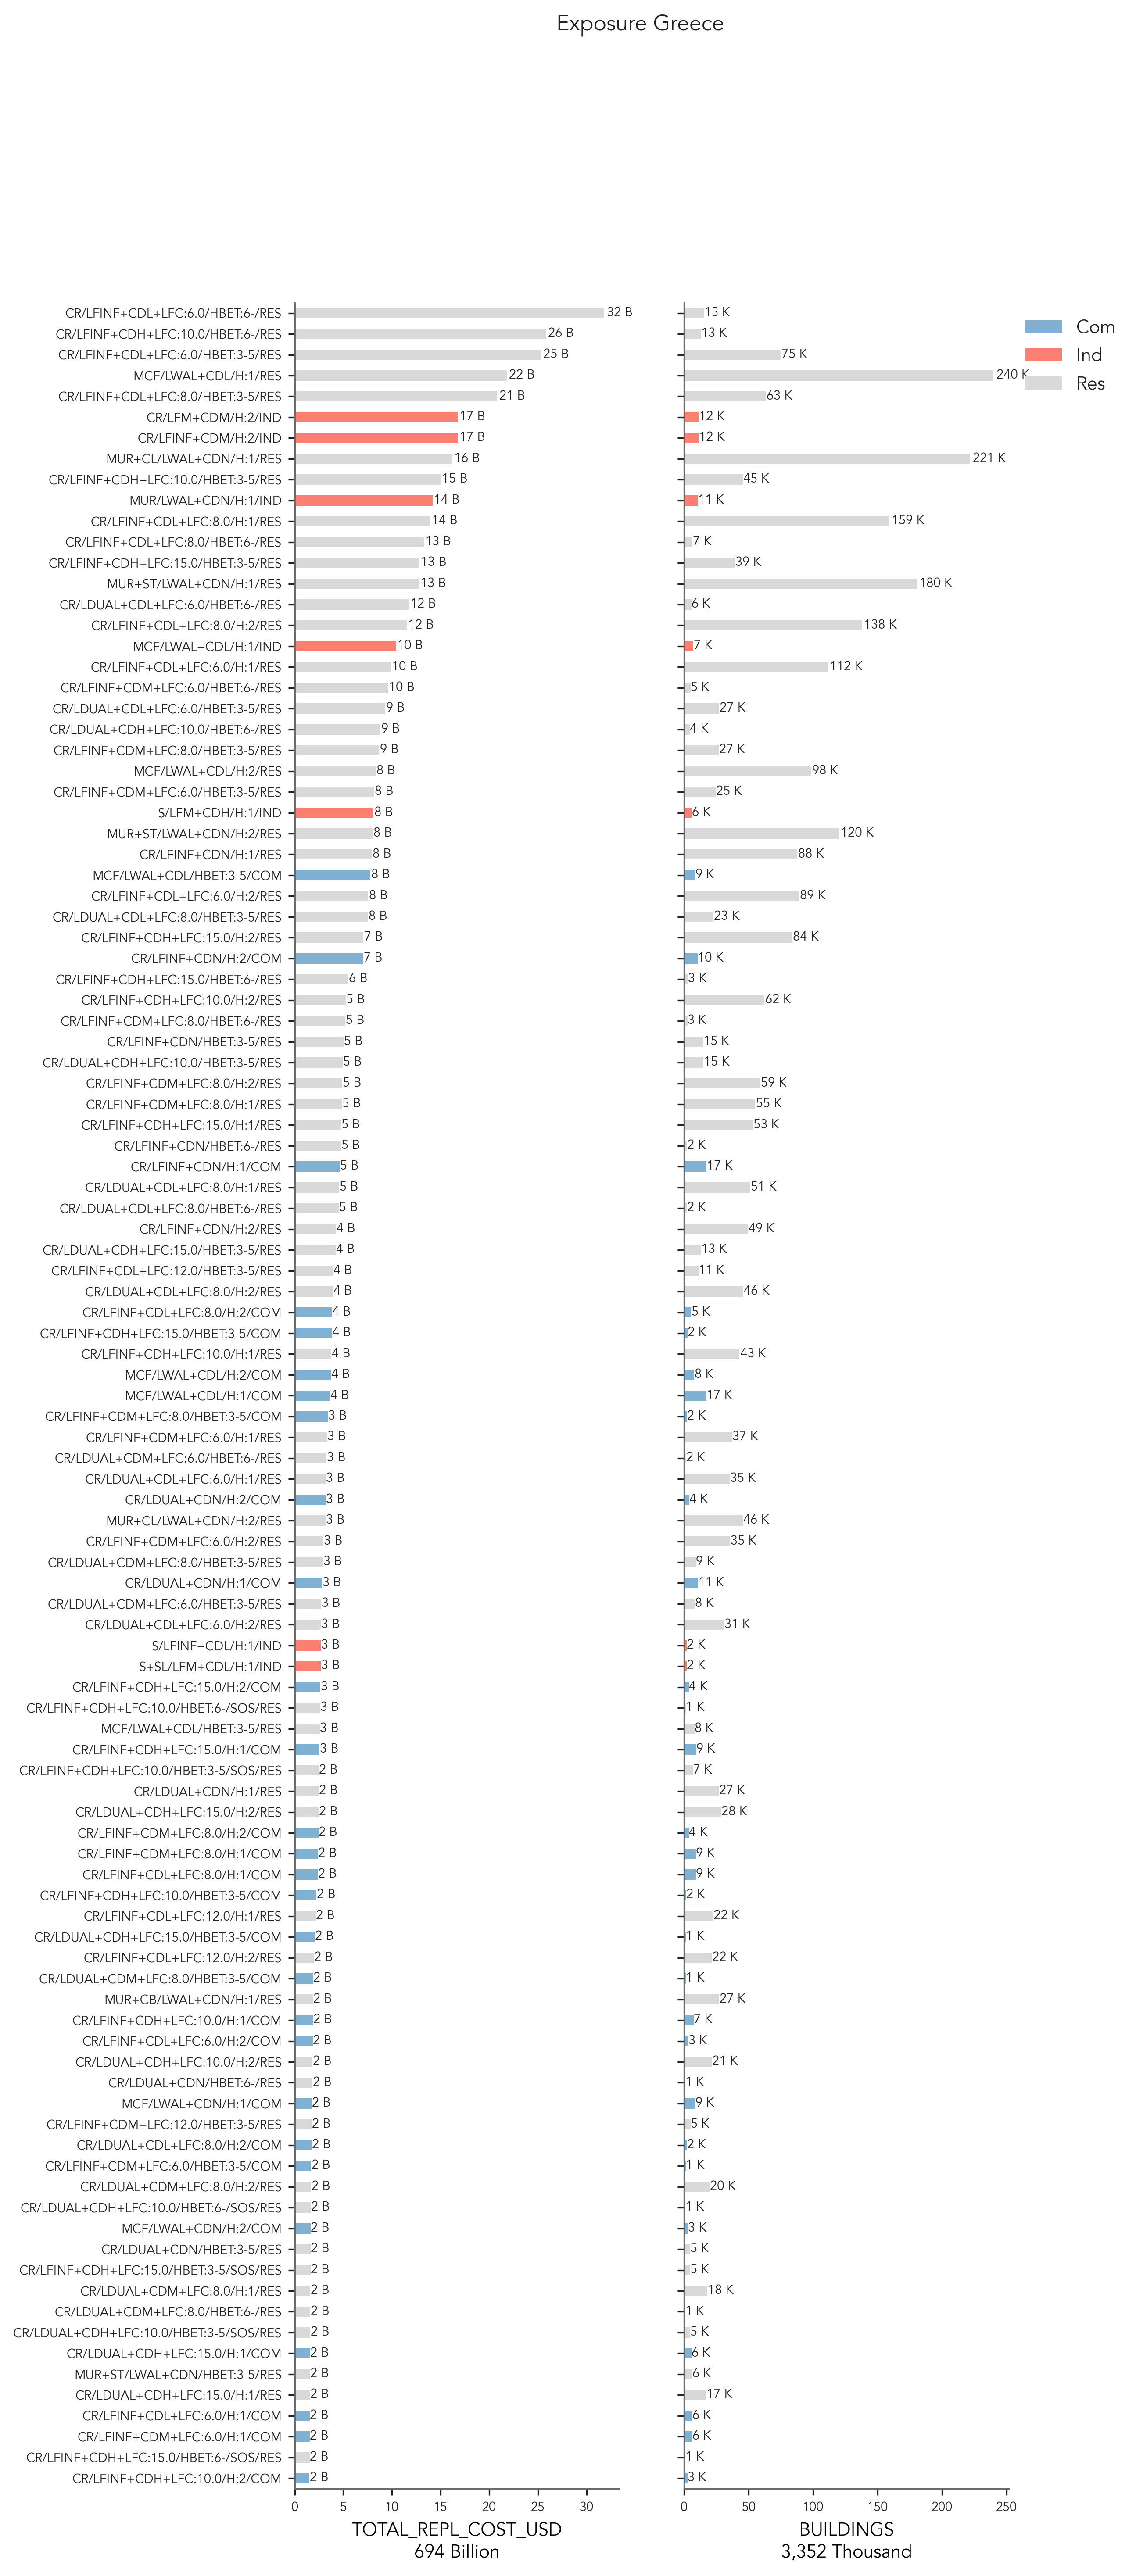 Exposure Greece
CR/LFINF+CDL+LFC:6.0/HBET:6-/RES 32 B 15 K
CR/LFINF+CDH+LFC:10.0/HBET:6-/RES 26 B 13 K
CR/LFINF+CDL+LFC:6.0/HBET:3-5/RES 25 B 75 K
MCF/LWAL+CDL/H:1/RES 22 B 240 K
CR/LFINF+CDL+LFC:8.0/HBET:3-5/RES 21 B 63 K
CR/LFM+CDM/H:2/IND 17 B 12 K
CR/LFINF+CDM/H:2/IND 17 B 12 K
MUR+CL/LWAL+CDN/H:1/RES 16 B 221 K
CR/LFINF+CDH+LFC:10.0/HBET:3-5/RES 15 B 45 K
MUR/LWAL+CDN/H:1/IND 14 B 11 K
CR/LFINF+CDL+LFC:8.0/H:1/RES 14 B 159 K
CR/LFINF+CDL+LFC:8.0/HBET:6-/RES 13 B 7 K
CR/LFINF+CDH+LFC:15.0/HBET:3-5/RES 13 B 39 K
MUR+ST/LWAL+CDN/H:1/RES 13 B 180 K
CR/LDUAL+CDL+LFC:6.0/HBET:6-/RES 12 B 6 K
CR/LFINF+CDL+LFC:8.0/H:2/RES 12 B 138 K
MCF/LWAL+CDL/H:1/IND 10 B 7 K
CR/LFINF+CDL+LFC:6.0/H:1/RES 10 B 112 K
CR/LFINF+CDM+LFC:6.0/HBET:6-/RES 10 B 5 K
CR/LDUAL+CDL+LFC:6.0/HBET:3-5/RES 9 B 27 K
CR/LDUAL+CDH+LFC:10.0/HBET:6-/RES 9 B 4 K
CR/LFINF+CDM+LFC:8.0/HBET:3-5/RES 9 B 27 K
MCF/LWAL+CDL/H:2/RES 8 B 98 K
CR/LFINF+CDM+LFC:6.0/HBET:3-5/RES 8 B 25 K
S/LFM+CDH/H:1/IND 8 B 6 K
MUR+ST/LWAL+CDN/H:2/RES 8 B 120 K
CR/LFINF+CDN/H:1/RES 8 B 88 K
MCF/LWAL+CDL/HBET:3-5/COM 8 B 9 K
CR/LFINF+CDL+LFC:6.0/H:2/RES 8 B 89 K
CR/LDUAL+CDL+LFC:8.0/HBET:3-5/RES 8 B 23 K
CR/LFINF+CDH+LFC:15.0/H:2/RES 7 B 84 K
CR/LFINF+CDN/H:2/COM 7 B 10 K
CR/LFINF+CDH+LFC:15.0/HBET:6-/RES 6 B 3 K
CR/LFINF+CDH+LFC:10.0/H:2/RES 5 B 62 K
CR/LFINF+CDM+LFC:8.0/HBET:6-/RES 5 B 3 K
CR/LFINF+CDN/HBET:3-5/RES 5 B 15 K
CR/LDUAL+CDH+LFC:10.0/HBET:3-5/RES 5 B 15 K
CR/LFINF+CDM+LFC:8.0/H:2/RES 5 B 59 K
CR/LFINF+CDM+LFC:8.0/H:1/RES 5 B 55 K
CR/LFINF+CDH+LFC:15.0/H:1/RES 5 B 53 K
CR/LFINF+CDN/HBET:6-/RES 5 B 2 K
CR/LFINF+CDN/H:1/COM 5 B 17 K
CR/LDUAL+CDL+LFC:8.0/H:1/RES 5 B 51 K
CR/LDUAL+CDL+LFC:8.0/HBET:6-/RES 5 B 2 K
CR/LFINF+CDN/H:2/RES 4 B 49 K
CR/LDUAL+CDH+LFC:15.0/HBET:3-5/RES 4 B 13 K
CR/LFINF+CDL+LFC:12.0/HBET:3-5/RES 4 B 11 K
CR/LDUAL+CDL+LFC:8.0/H:2/RES 4 B 46 K
CR/LFINF+CDL+LFC:8.0/H:2/COM 4 B 5 K
CR/LFINF+CDH+LFC:15.0/HBET:3-5/COM 4 B 2 K
CR/LFINF+CDH+LFC:10.0/H:1/RES 4 B 43 K
MCF/LWAL+CDL/H:2/COM 4 B 8 K
MCF/LWAL+CDL/H:1/COM 4 B 17 K
CR/LFINF+CDM+LFC:8.0/HBET:3-5/COM 3 B 2 K
CR/LFINF+CDM+LFC:6.0/H:1/RES 3 B 37 K
CR/LDUAL+CDM+LFC:6.0/HBET:6-/RES 3 B 2 K
CR/LDUAL+CDL+LFC:6.0/H:1/RES 3 B 35 K
CR/LDUAL+CDN/H:2/COM 3 B 4 K
MUR+CL/LWAL+CDN/H:2/RES 3 B 46 K
CR/LFINF+CDM+LFC:6.0/H:2/RES 3 B 35 K
CR/LDUAL+CDM+LFC:8.0/HBET:3-5/RES 3 B 9 K
CR/LDUAL+CDN/H:1/COM 3 B 11 K
CR/LDUAL+CDM+LFC:6.0/HBET:3-5/RES 3 B 8 K
CR/LDUAL+CDL+LFC:6.0/H:2/RES 3 B 31 K
S/LFINF+CDL/H:1/IND 3 B 2 K
S+SL/LFM+CDL/H:1/IND 3 B 2 K
CR/LFINF+CDH+LFC:15.0/H:2/COM 3 B 4 K
CR/LFINF+CDH+LFC:10.0/HBET:6-/SOS/RES 3 B 1 K
MCF/LWAL+CDL/HBET:3-5/RES 3 B 8 K
CR/LFINF+CDH+LFC:15.0/H:1/COM 3 B 9 K
CR/LFINF+CDH+LFC:10.0/HBET:3-5/SOS/RES 2 B 7 K
CR/LDUAL+CDN/H:1/RES 2 B 27 K
CR/LDUAL+CDH+LFC:15.0/H:2/RES 2 B 28 K
CR/LFINF+CDM+LFC:8.0/H:2/COM 2 B 4 K
CR/LFINF+CDM+LFC:8.0/H:1/COM 2 B 9 K
CR/LFINF+CDL+LFC:8.0/H:1/COM 2 B 9 K
CR/LFINF+CDH+LFC:10.0/HBET:3-5/COM 2 B 2 K
CR/LFINF+CDL+LFC:12.0/H:1/RES 2 B 22 K
CR/LDUAL+CDH+LFC:15.0/HBET:3-5/COM 2 B 1 K
CR/LFINF+CDL+LFC:12.0/H:2/RES 2 B 22 K
CR/LDUAL+CDM+LFC:8.0/HBET:3-5/COM 2 B 1 K
MUR+CB/LWAL+CDN/H:1/RES 2 B 27 K
CR/LFINF+CDH+LFC:10.0/H:1/COM 2 B 7 K
CR/LFINF+CDL+LFC:6.0/H:2/COM 2 B 3 K
CR/LDUAL+CDH+LFC:10.0/H:2/RES 2 B 21 K
CR/LDUAL+CDN/HBET:6-/RES 2 B 1 K
MCF/LWAL+CDN/H:1/COM 2 B 9 K
CR/LFINF+CDM+LFC:12.0/HBET:3-5/RES 2 B 5 K
CR/LDUAL+CDL+LFC:8.0/H:2/COM 2 B 2 K
CR/LFINF+CDM+LFC:6.0/HBET:3-5/COM 2 B 1 K
CR/LDUAL+CDM+LFC:8.0/H:2/RES 2 B 20 K
CR/LDUAL+CDH+LFC:10.0/HBET:6-/SOS/RES 2 B 1 K
MCF/LWAL+CDN/H:2/COM 2 B 3 K
CR/LDUAL+CDN/HBET:3-5/RES 2 B 5 K
CR/LFINF+CDH+LFC:15.0/HBET:3-5/SOS/RES 2 B 5 K
CR/LDUAL+CDM+LFC:8.0/H:1/RES 2 B 18 K
CR/LDUAL+CDM+LFC:8.0/HBET:6-/RES 2 B 1 K
CR/LDUAL+CDH+LFC:10.0/HBET:3-5/SOS/RES 2 B 5 K
CR/LDUAL+CDH+LFC:15.0/H:1/COM 2 B 6 K
MUR+ST/LWAL+CDN/HBET:3-5/RES 2 B 6 K
CR/LDUAL+CDH+LFC:15.0/H:1/RES 2 B 17 K
CR/LFINF+CDL+LFC:6.0/H:1/COM 2 B 6 K
CR/LFINF+CDM+LFC:6.0/H:1/COM 2 B 6 K
CR/LFINF+CDH+LFC:15.0/HBET:6-/SOS/RES 2 B 1 K
CR/LFINF+CDH+LFC:10.0/H:2/COM 2 B 3 K
0 5 10 15 20 25 30
TOTAL_REPL_COST_USD
694 Billion
0 50 100 150 200 250
BUILDINGS
3,352 Thousand
Com
Ind
Res